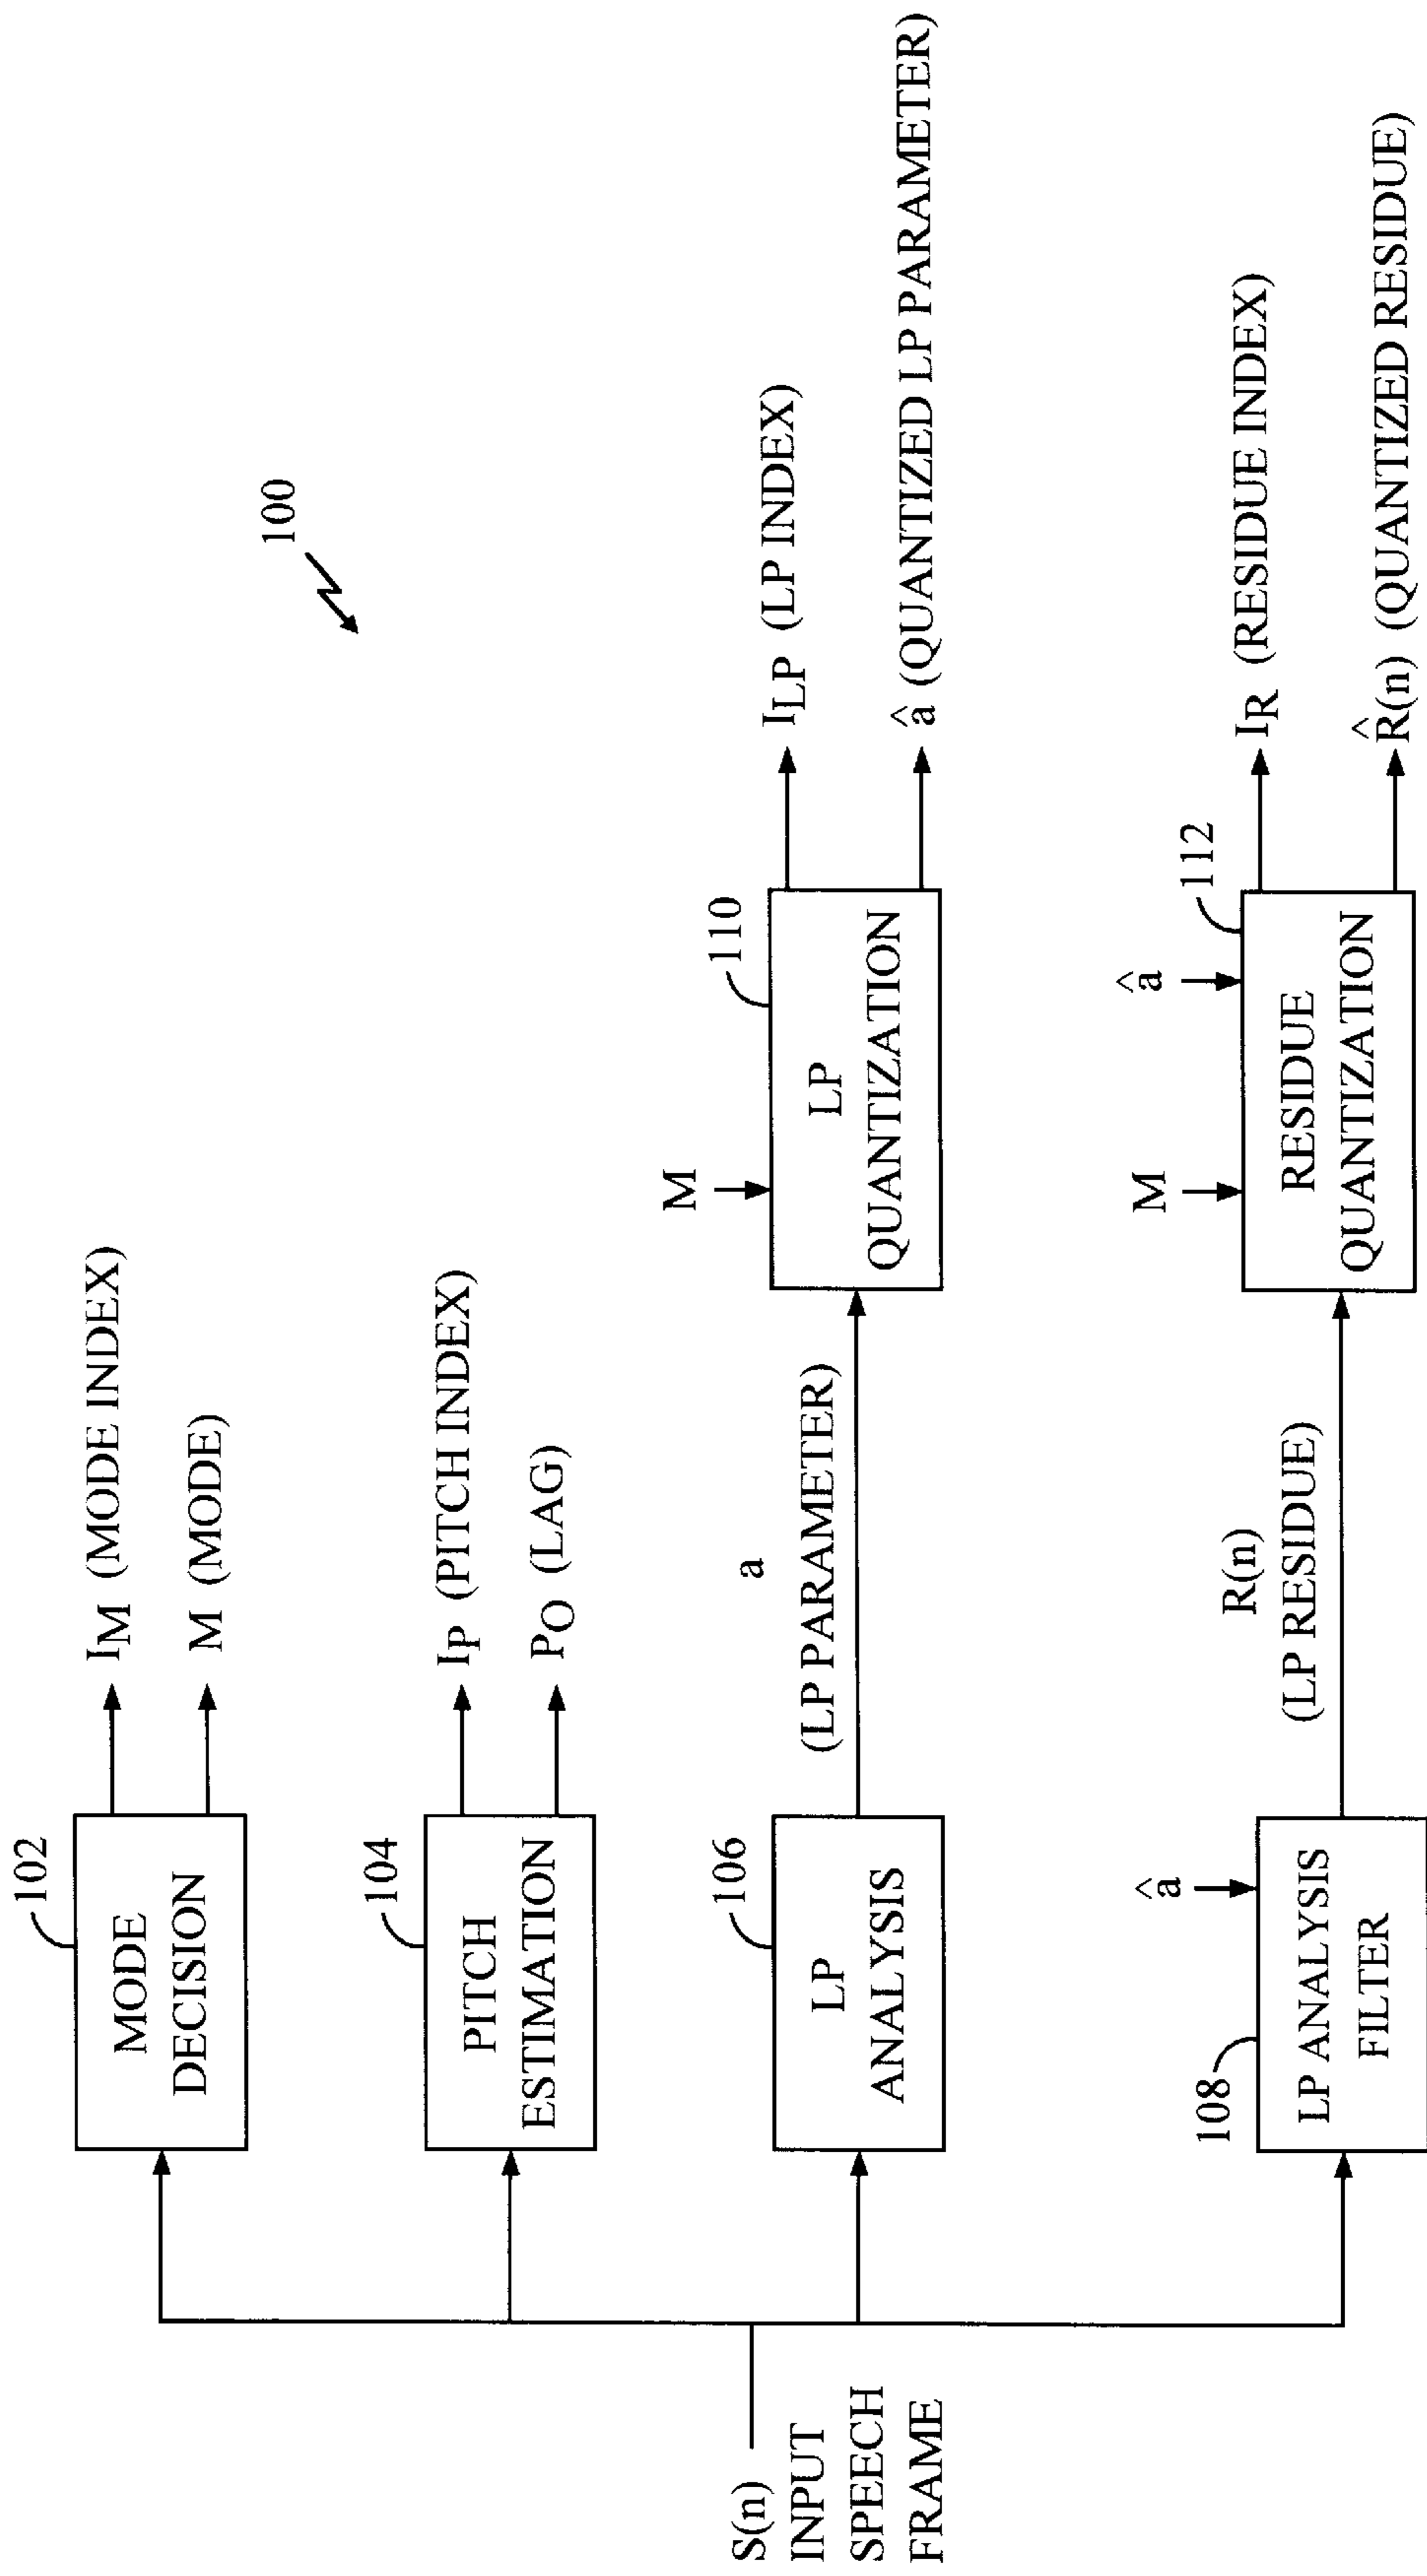 100
S(n)
INPUT
SPEECH
FRAME
102
MODE
DECISION
I_M (MODE INDEX)
M (MODE)
104
PITCH
ESTIMATION
I_P (PITCH INDEX)
P_O (LAG)
106
LP
ANALYSIS
a
(LP PARAMETER)
M
110
LP
QUANTIZATION
I_LP (LP INDEX)
â (QUANTIZED LP PARAMETER)
108
â
LP ANALYSIS
FILTER
R(n)
(LP RESIDUE)
M
â
112
RESIDUE
QUANTIZATION
I_R (RESIDUE INDEX)
R̂(n) (QUANTIZED RESIDUE)